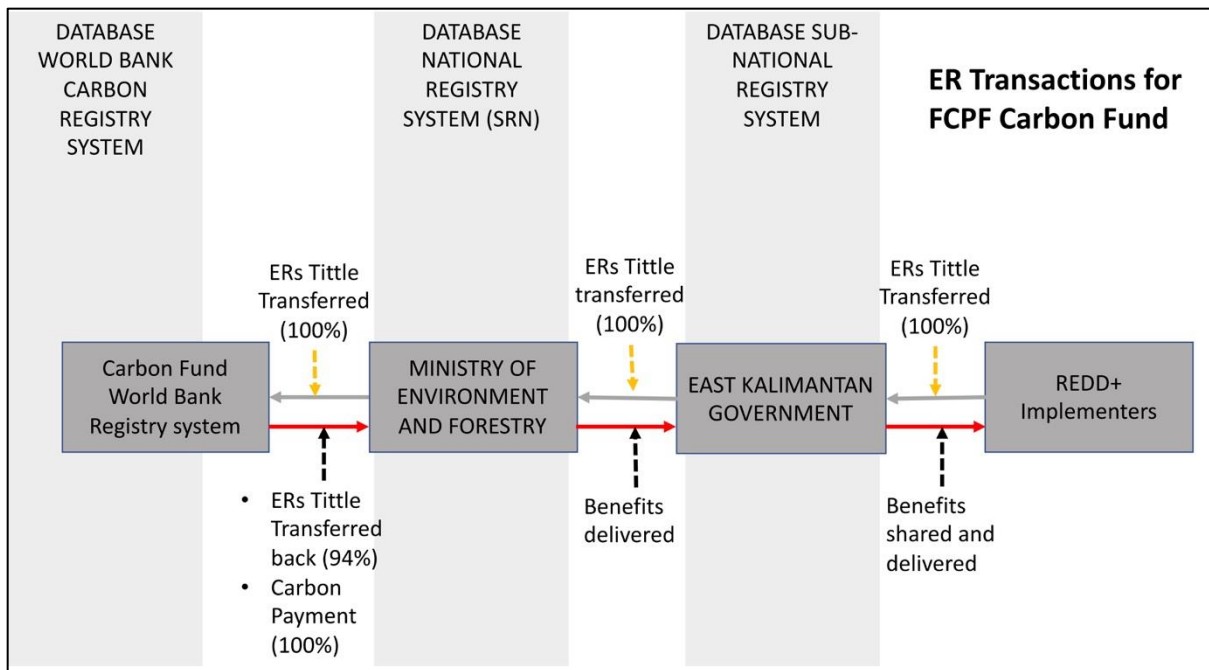 DATABASE
WORLD BANK
CARBON
REGISTRY
SYSTEM
DATABASE
NATIONAL
REGISTRY
SYSTEM (SRN)
DATABASE SUB-
NATIONAL
REGISTRY
SYSTEM
ER Transactions for
FCPF Carbon Fund
ERs Tittle
Transferred
(100%)
ERs Tittle
transferred
(100%)
ERs Tittle
Transferred
(100%)
Carbon Fund
World Bank
Registry system
MINISTRY OF
ENVIRONMENT
AND FORESTRY
EAST KALIMANTAN
GOVERNMENT
REDD+
Implementers
• ERs Tittle
Transferred
back (94%)
• Carbon
Payment
(100%)
Benefits
delivered
Benefits
shared and
delivered